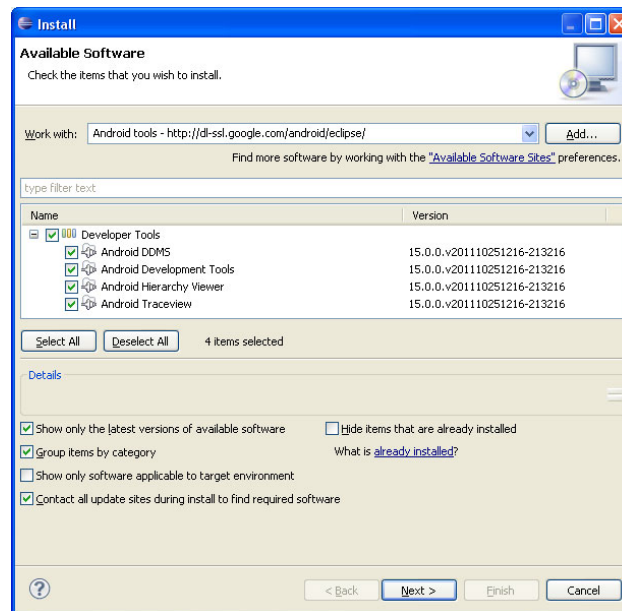 Install
Available Software
Check the items that you wish to install.
Work with: Android tools - http://dl-ssl.google.com/android/eclipse/ Add...
Find more software by working with the "Available Software Sites" preferences.
type filter text
Name Version
Developer Tools
Android DDMS 15.0.0.v201110251216-213216
Android Development Tools 15.0.0.v201110251216-213216
Android Hierarchy Viewer 15.0.0.v201110251216-213216
Android Traceview 15.0.0.v201110251216-213216
Select All Deselect All 4 items selected
Details
Show only the latest versions of available software Hide items that are already installed
Group items by category What is already installed?
Show only software applicable to target environment
Contact all update sites during install to find required software
? < Back Next > Finish Cancel